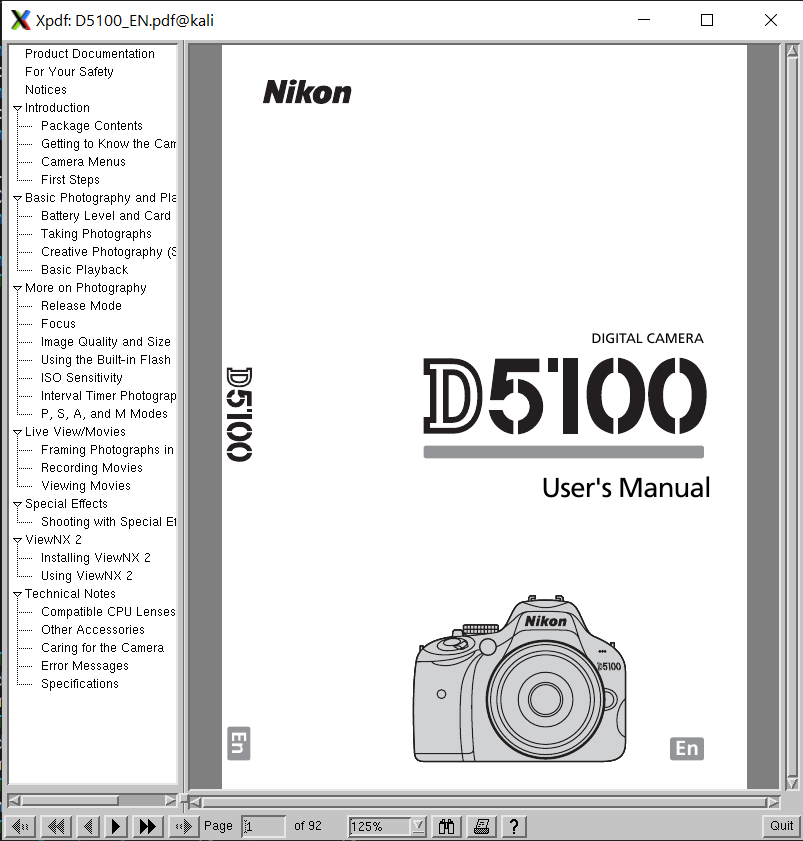 Xpdf: D5100_EN.pdf@kali
Product Documentation
For Your Safety
Notices
Introduction
Package Contents
Getting to Know the Cam
Camera Menus
First Steps
Basic Photography and Pla
Battery Level and Card
Taking Photographs
Creative Photography (S
Basic Playback
More on Photography
Release Mode
Focus
Image Quality and Size
Using the Built-in Flash
ISO Sensitivity
Interval Timer Photograp
P, S, A, and M Modes
Live View/Movies
Framing Photographs in
Recording Movies
Viewing Movies
Special Effects
Shooting with Special Ef
ViewNX 2
Installing ViewNX 2
Using ViewNX 2
Technical Notes
Compatible CPU Lenses
Other Accessories
Caring for the Camera
Error Messages
Specifications
Nikon
D5100
En
DIGITAL CAMERA
D5100
User's Manual
Nikon
D5100
En
Page 1 of 92 125% ? Quit